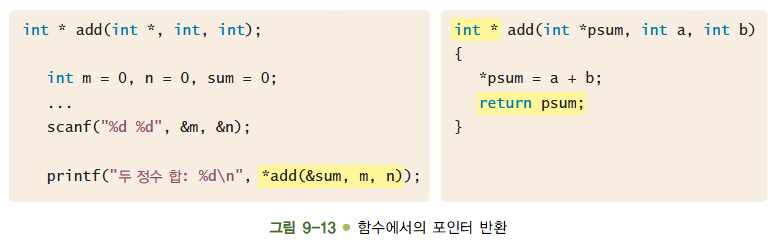 int * add(int *, int, int);
int m = 0, n = 0, sum = 0;
...
scanf("%d %d", &m, &n);
printf("두 정수 합: %d\n", *add(&sum, m, n));
int * add(int *psum, int a, int b)
{
*psum = a + b;
return psum;
}
그림 9-13 ● 함수에서의 포인터 반환